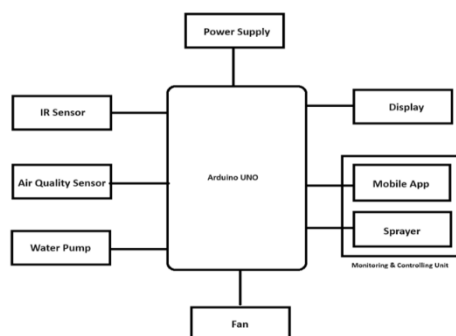 Power Supply
IR Sensor
Display
Air Quality Sensor
Arduino UNO
Mobile App
Water Pump
Sprayer
Monitoring & Controlling Unit
Fan